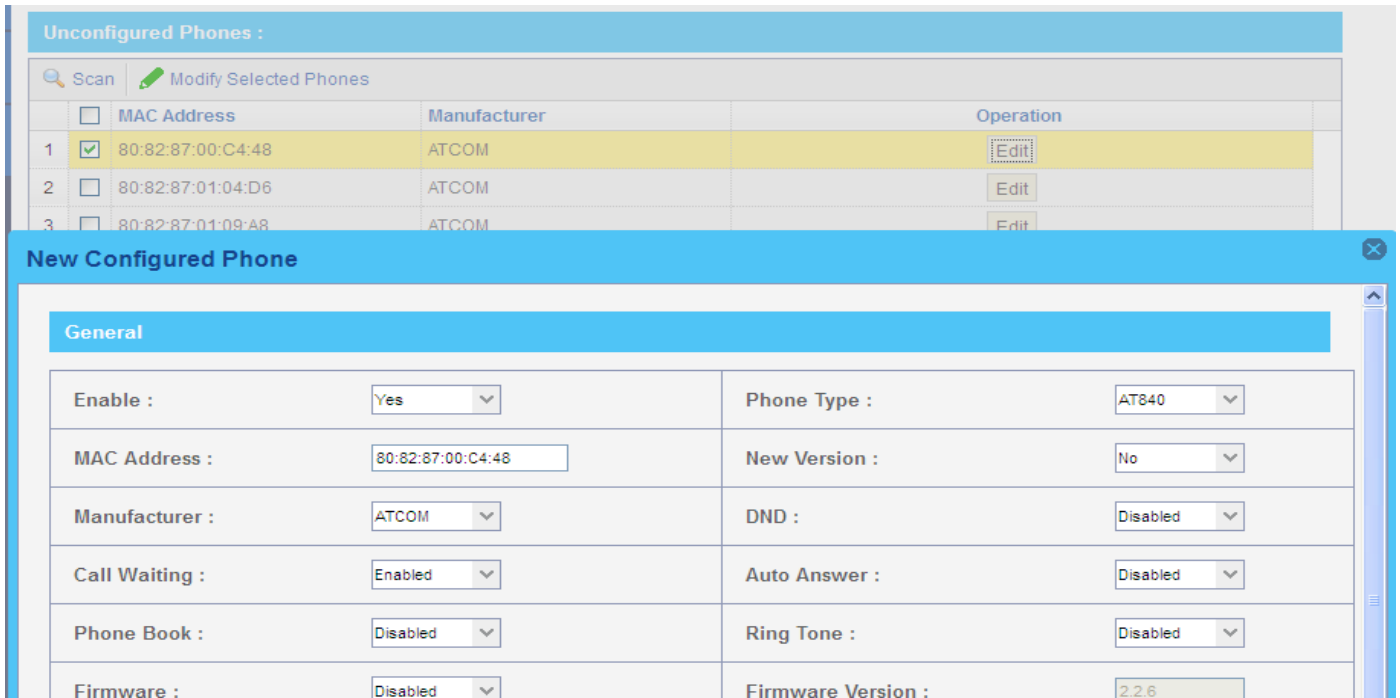 Unconfigured Phones :
Scan Modify Selected Phones
MAC Address Manufacturer Operation
1 80:82:87:00:C4:48 ATCOM Edit
2 80:82:87:01:04:D6 ATCOM Edit
3 80:82:87:01:09:A8 ATCOM Edit
New Configured Phone
General
Enable : Yes Phone Type : AT840
MAC Address : 80:82:87:00:C4:48 New Version : No
Manufacturer : ATCOM DND : Disabled
Call Waiting : Enabled Auto Answer : Disabled
Phone Book : Disabled Ring Tone : Disabled
Firmware : Disabled Firmware Version : 2.2.6